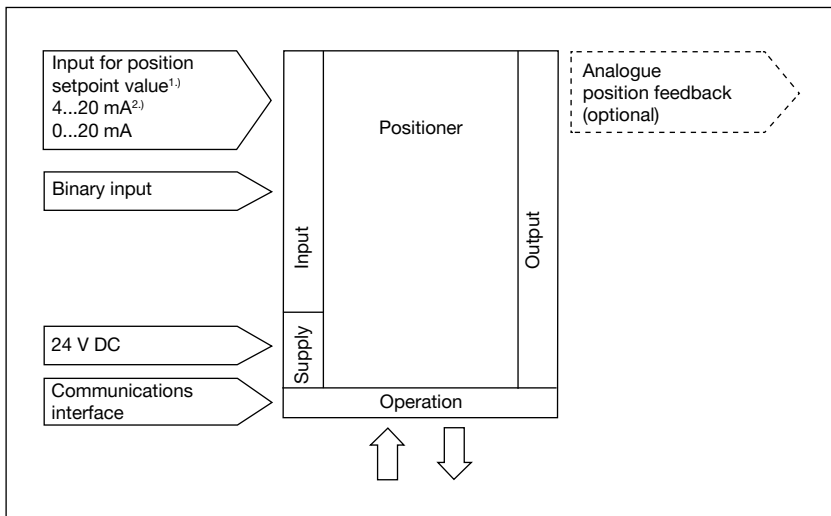 Input for position
setpoint value1.)
4...20 mA2.)
0...20 mA
Binary input
24 V DC
Communications
interface
Input
Supply
Positioner
Output
Operation
Analogue
position feedback
(optional)